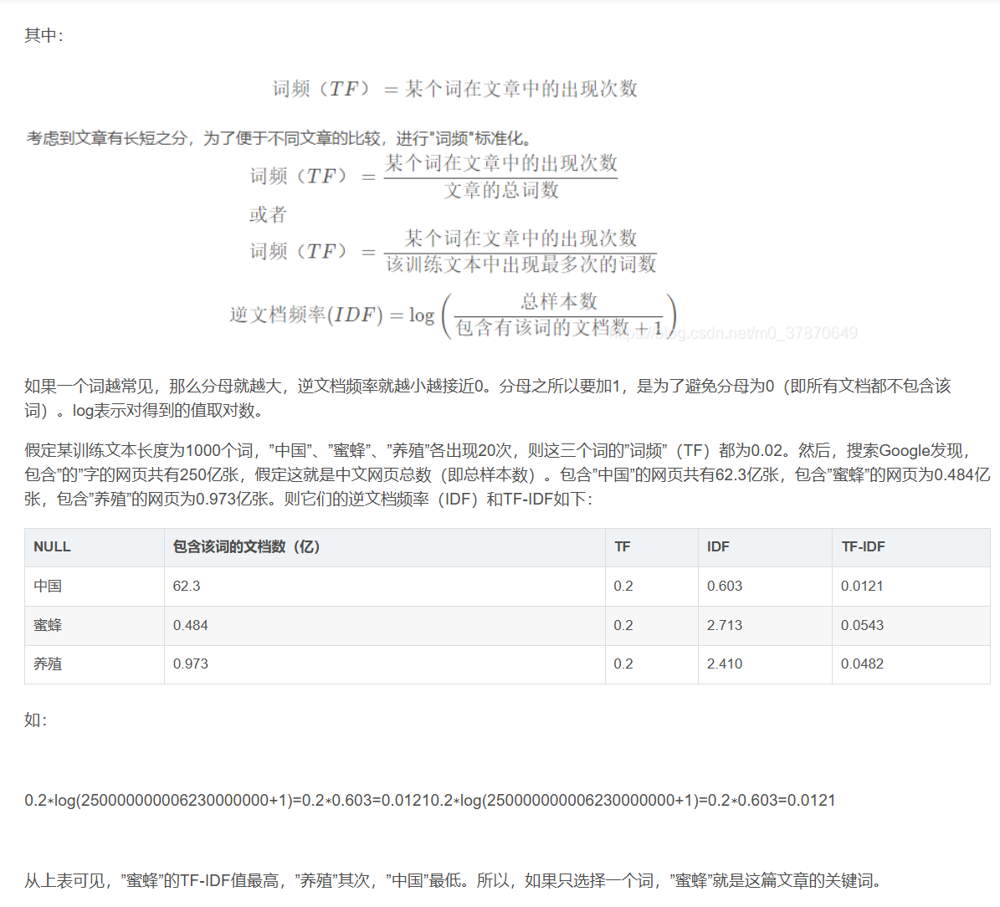 其中：
词频（TF） = 某个词在文章中的出现次数
考虑到文章有长短之分，为了便于不同文章的比较，进行"词频"标准化。
词频（TF） = 某个词在文章中的出现次数
文章的总词数
或者
词频（TF） = 某个词在文章中的出现次数
该训练文本中出现最多次的词数
逆文档频率(IDF) = log ( 总样本数
包含有该词的文档数 + 1 )
https://blog.csdn.net/m0_37870649
如果一个词越常见，那么分母就越大，逆文档频率就越小越接近0。分母之所以要加1，是为了避免分母为0（即所有文档都不包含该
词）。log表示对得到的值取对数。
假定某训练文本长度为1000个词，”中国”、”蜜蜂”、”养殖”各出现20次，则这三个词的”词频”（TF）都为0.02。然后，搜索Google发现，
包含”的”字的网页共有250亿张，假定这就是中文网页总数（即总样本数）。包含”中国”的网页共有62.3亿张，包含”蜜蜂”的网页为0.484亿
张，包含”养殖”的网页为0.973亿张。则它们的逆文档频率（IDF）和TF-IDF如下：
NULL 包含该词的文档数（亿） TF IDF TF-IDF
中国 62.3 0.2 0.603 0.0121
蜜蜂 0.484 0.2 2.713 0.0543
养殖 0.973 0.2 2.410 0.0482
如：
0.2∗log(250000000006230000000+1)=0.2∗0.603=0.01210.2∗log(250000000006230000000+1)=0.2∗0.603=0.0121
从上表可见，”蜜蜂”的TF-IDF值最高，”养殖”其次，”中国”最低。所以，如果只选择一个词，”蜜蜂”就是这篇文章的关键词。